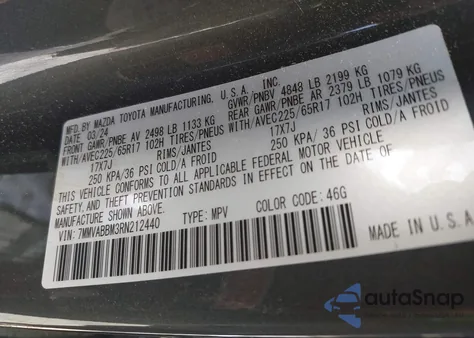 MFD. BY MAZDA TOYOTA MANUFACTURING, U.S.A. INC.
DATE: 03/24 GVWR/PNBV 4848 LB 2199 KG
FRONT GAWR/PNBE AV 2498 LB 1133 KG REAR GAWR/PNBE AR 2379 LB 1079 KG
WITH/AVEC225/65R17 102H TIRES/PNEUS WITH/AVEC225/65R17 102H TIRES/PNEUS
17X7J RIMS/JANTES 17X7J RIMS/JANTES
250 KPA/36 PSI COLD/A FROID 250 KPA/ 36 PSI COLD/A FROID
THIS VEHICLE CONFORMS TO ALL APPLICABLE FEDERAL MOTOR VEHICLE
SAFETY, AND THEFT PREVENTION STANDARDS IN EFFECT ON THE DATE OF
MANUFACTURE SHOWN ABOVE.
VIN: 7MMVABBM3RN212440 TYPE: MPV COLOR CODE: 46G
MADE IN U.S.A
autoSnap